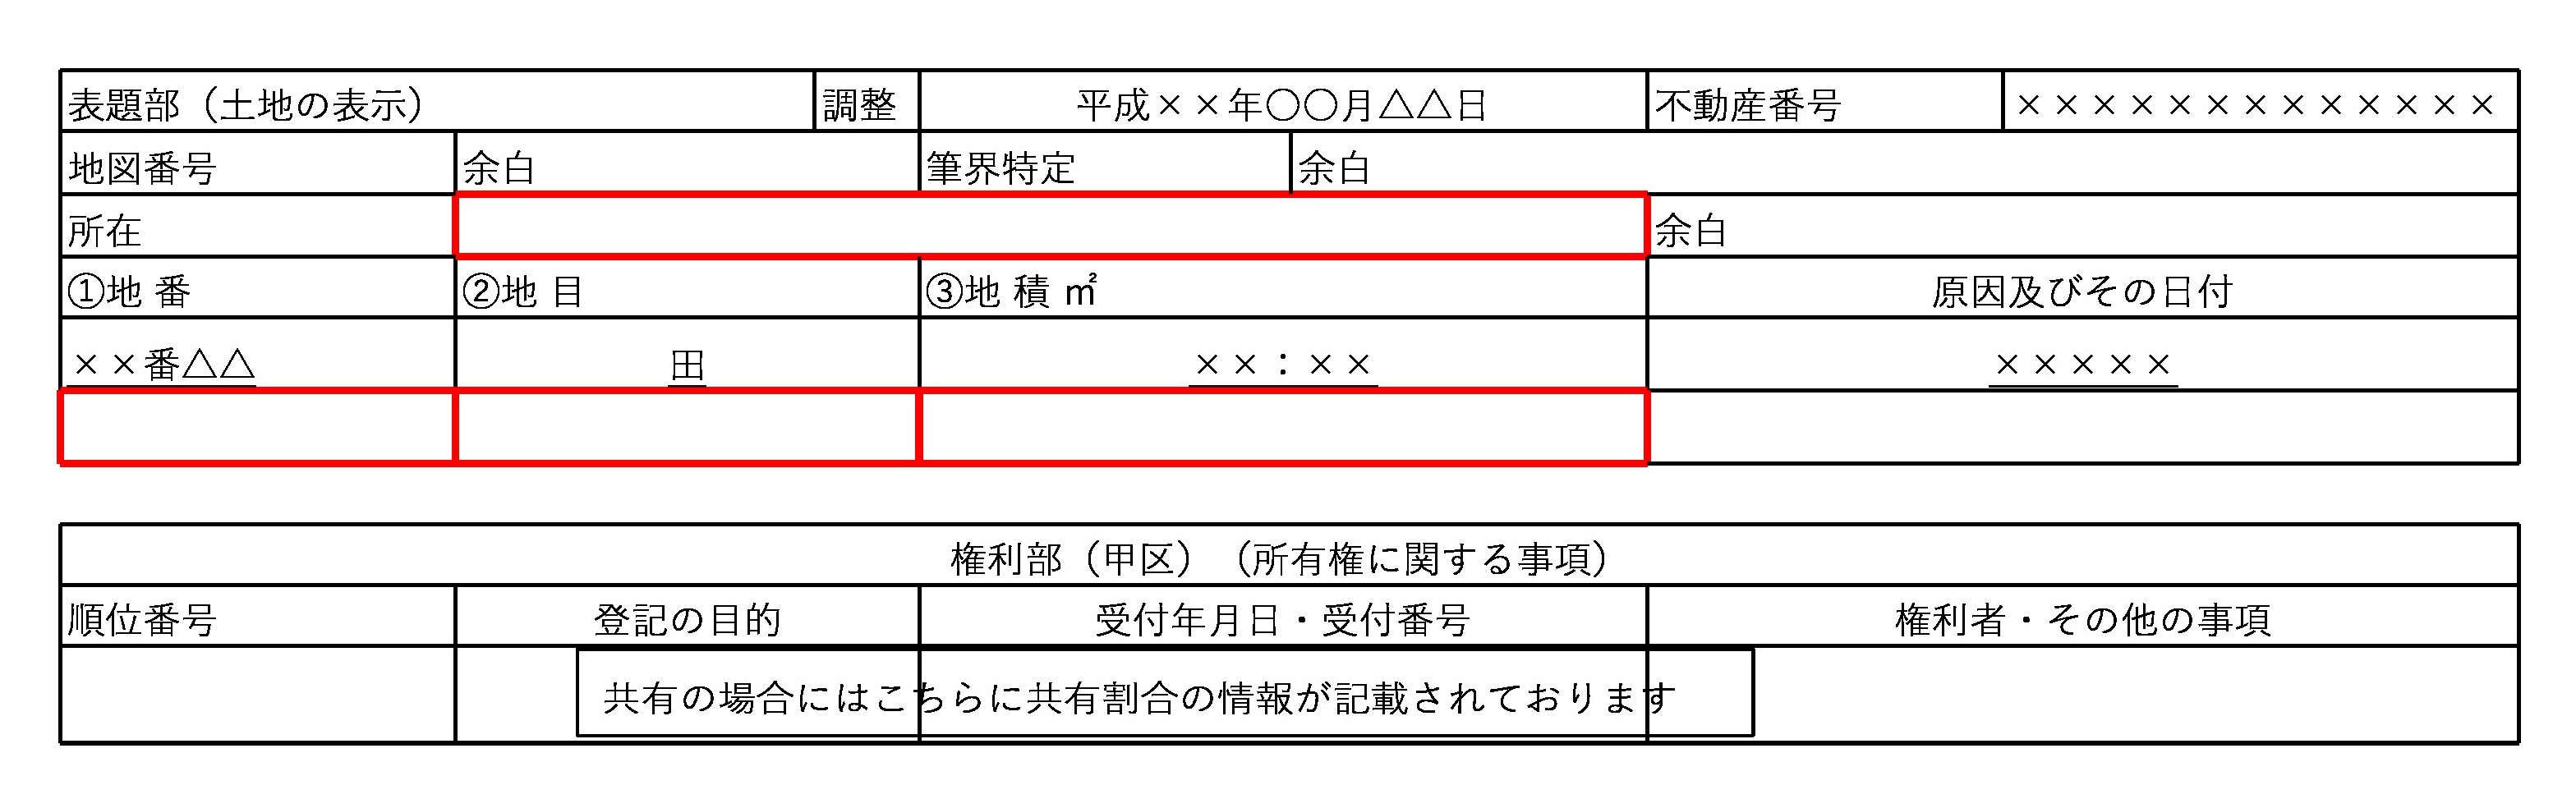 表題部（土地の表示） 調整 平成××年〇〇月△△日 不動産番号 ×××××××××××××
地図番号 余白 筆界特定 余白
所在 余白
①地 番 ②地 目 ③地 積 ㎡ 原因及びその日付
××番△△ 田 ××：×× ×××××
権利部（甲区）（所有権に関する事項）
順位番号 登記の目的 受付年月日・受付番号 権利者・その他の事項
共有の場合にはこちらに共有割合の情報が記載されております